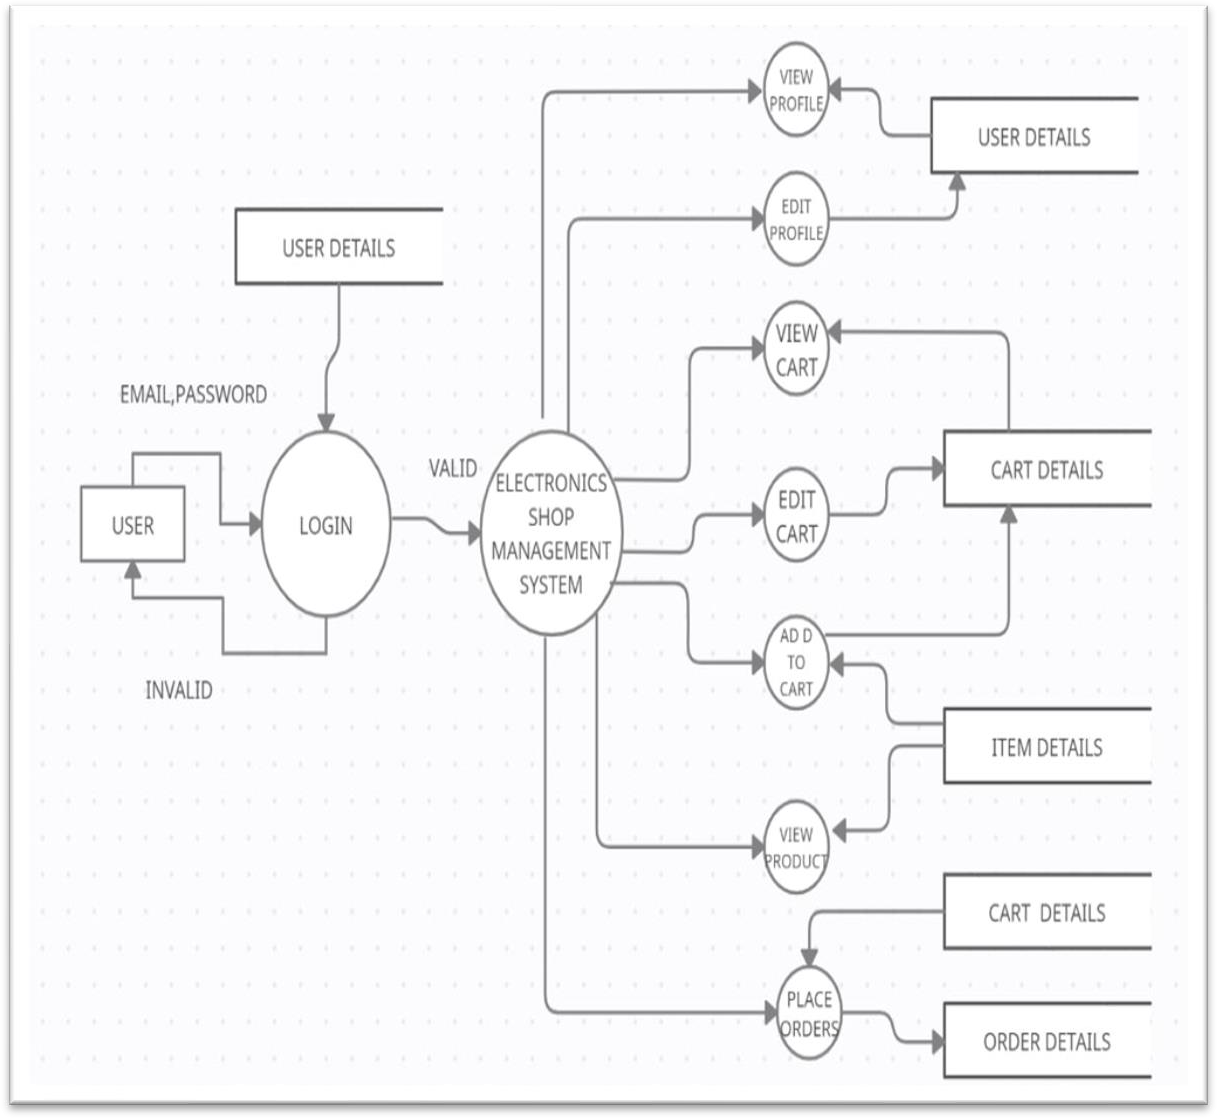 VIEW
PROFILE
USER DETAILS
EDIT
PROFILE
USER DETAILS
VIEW
CART
EMAIL,PASSWORD
VALID
CART DETAILS
ELECTRONICS
SHOP
MANAGEMENT
SYSTEM
EDIT
CART
USER
LOGIN
AD D
TO
CART
INVALID
ITEM DETAILS
VIEW
PRODUCT
CART DETAILS
PLACE
ORDERS
ORDER DETAILS